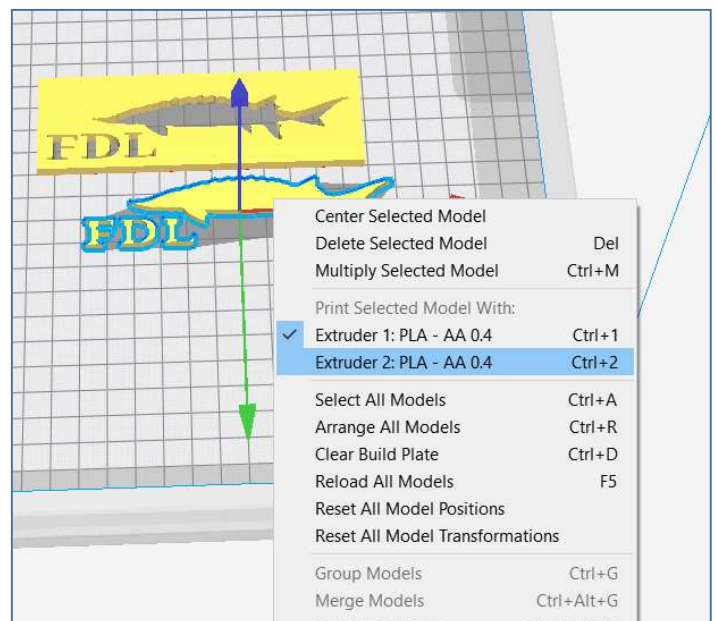 FDL
FDL
Center Selected Model
Delete Selected Model Del
Multiply Selected Model Ctrl+M
Print Selected Model With:
Extruder 1: PLA - AA 0.4 Ctrl+1
Extruder 2: PLA - AA 0.4 Ctrl+2
Select All Models Ctrl+A
Arrange All Models Ctrl+R
Clear Build Plate Ctrl+D
Reload All Models F5
Reset All Model Positions
Reset All Model Transformations
Group Models Ctrl+G
Merge Models Ctrl+Alt+G